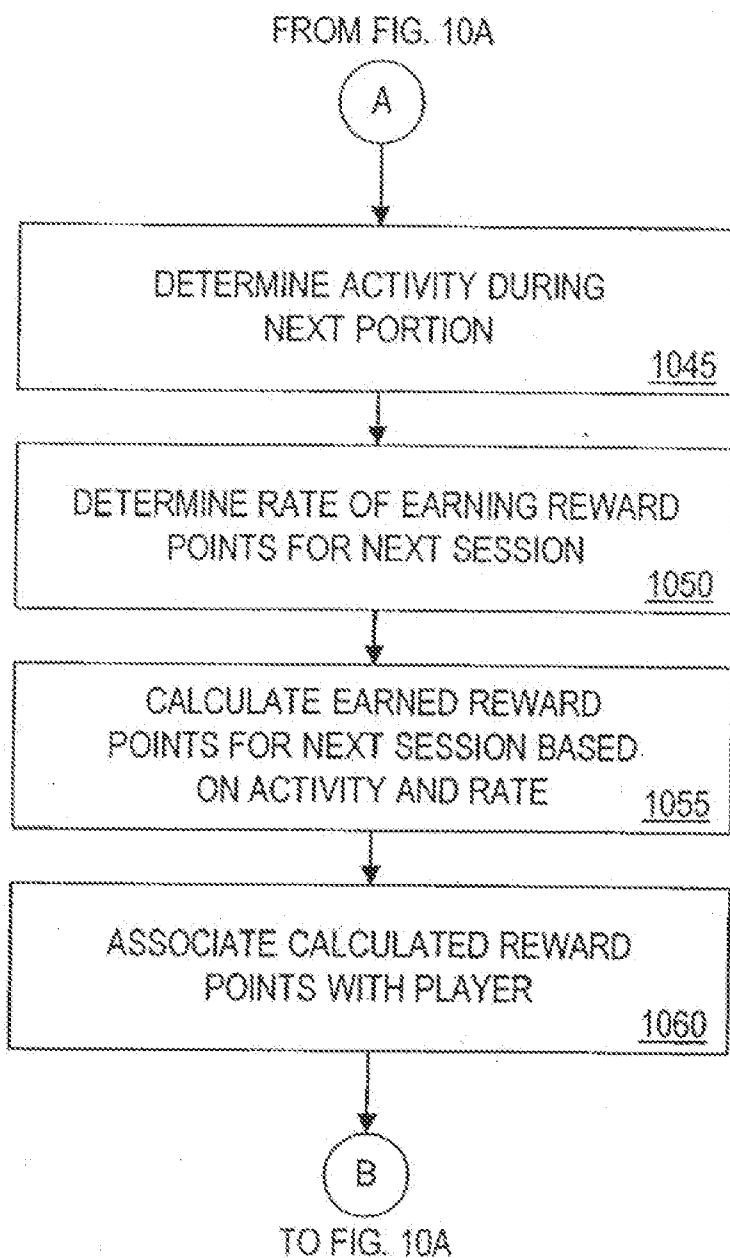 FROM FIG. 10A
A
DETERMINE ACTIVITY DURING
NEXT PORTION
1045
DETERMINE RATE OF EARNING REWARD
POINTS FOR NEXT SESSION
1050
CALCULATE EARNED REWARD
POINTS FOR NEXT SESSION BASED
ON ACTIVITY AND RATE
1055
ASSOCIATE CALCULATED REWARD
POINTS WITH PLAYER
1060
B
TO FIG. 10A